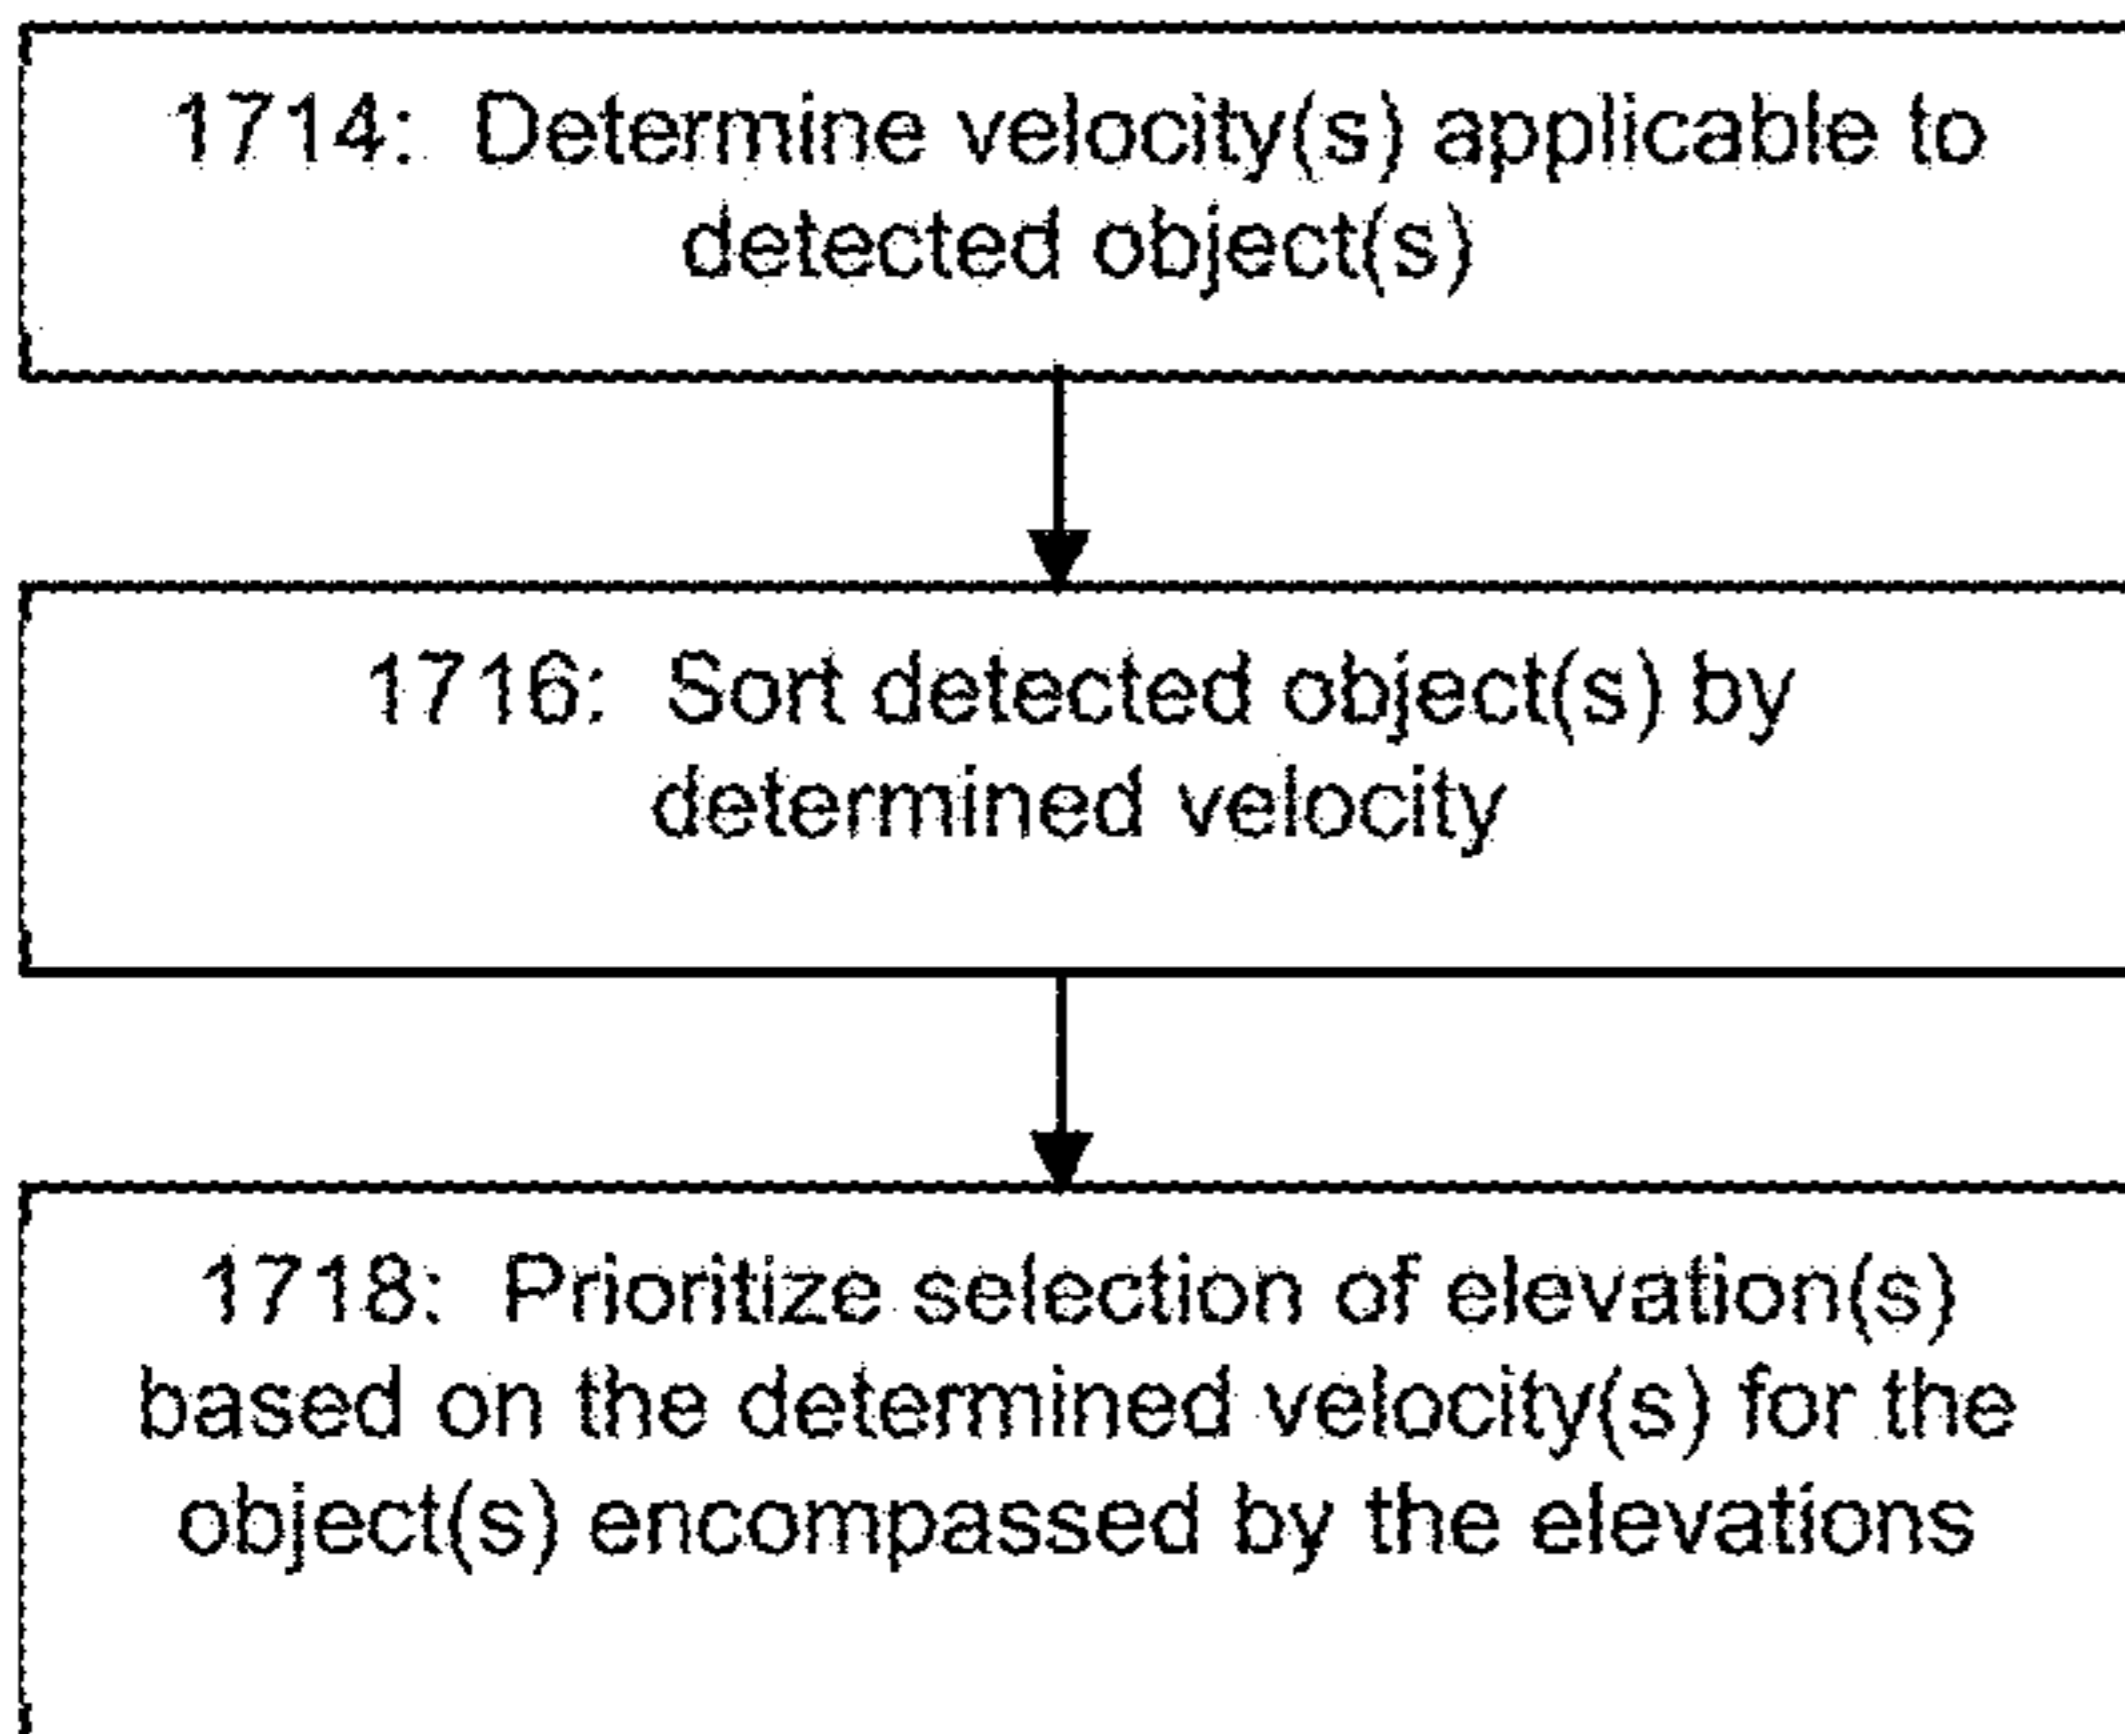 1714: Determine velocity(s) applicable to
detected object(s)
1716: Sort detected object(s) by
determined velocity
1718: Prioritize selection of elevation(s)
based on the determined velocity(s) for the
object(s) encompassed by the elevations